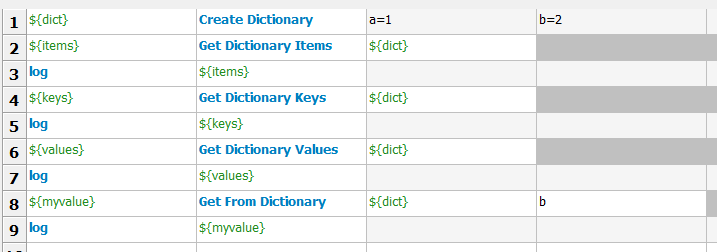 1 ${dict} Create Dictionary a=1 b=2
2 ${items} Get Dictionary Items ${dict}
3 log ${items}
4 ${keys} Get Dictionary Keys ${dict}
5 log ${keys}
6 ${values} Get Dictionary Values ${dict}
7 log ${values}
8 ${myvalue} Get From Dictionary ${dict} b
9 log ${myvalue}